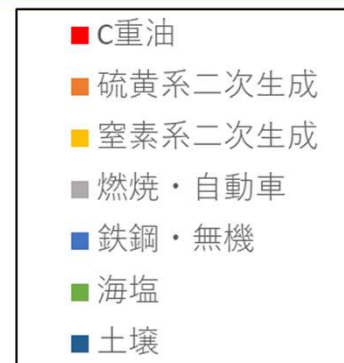 C重油
硫黄系二次生成
窒素系二次生成
燃焼・自動車
鉄鋼・無機
海塩
土壌